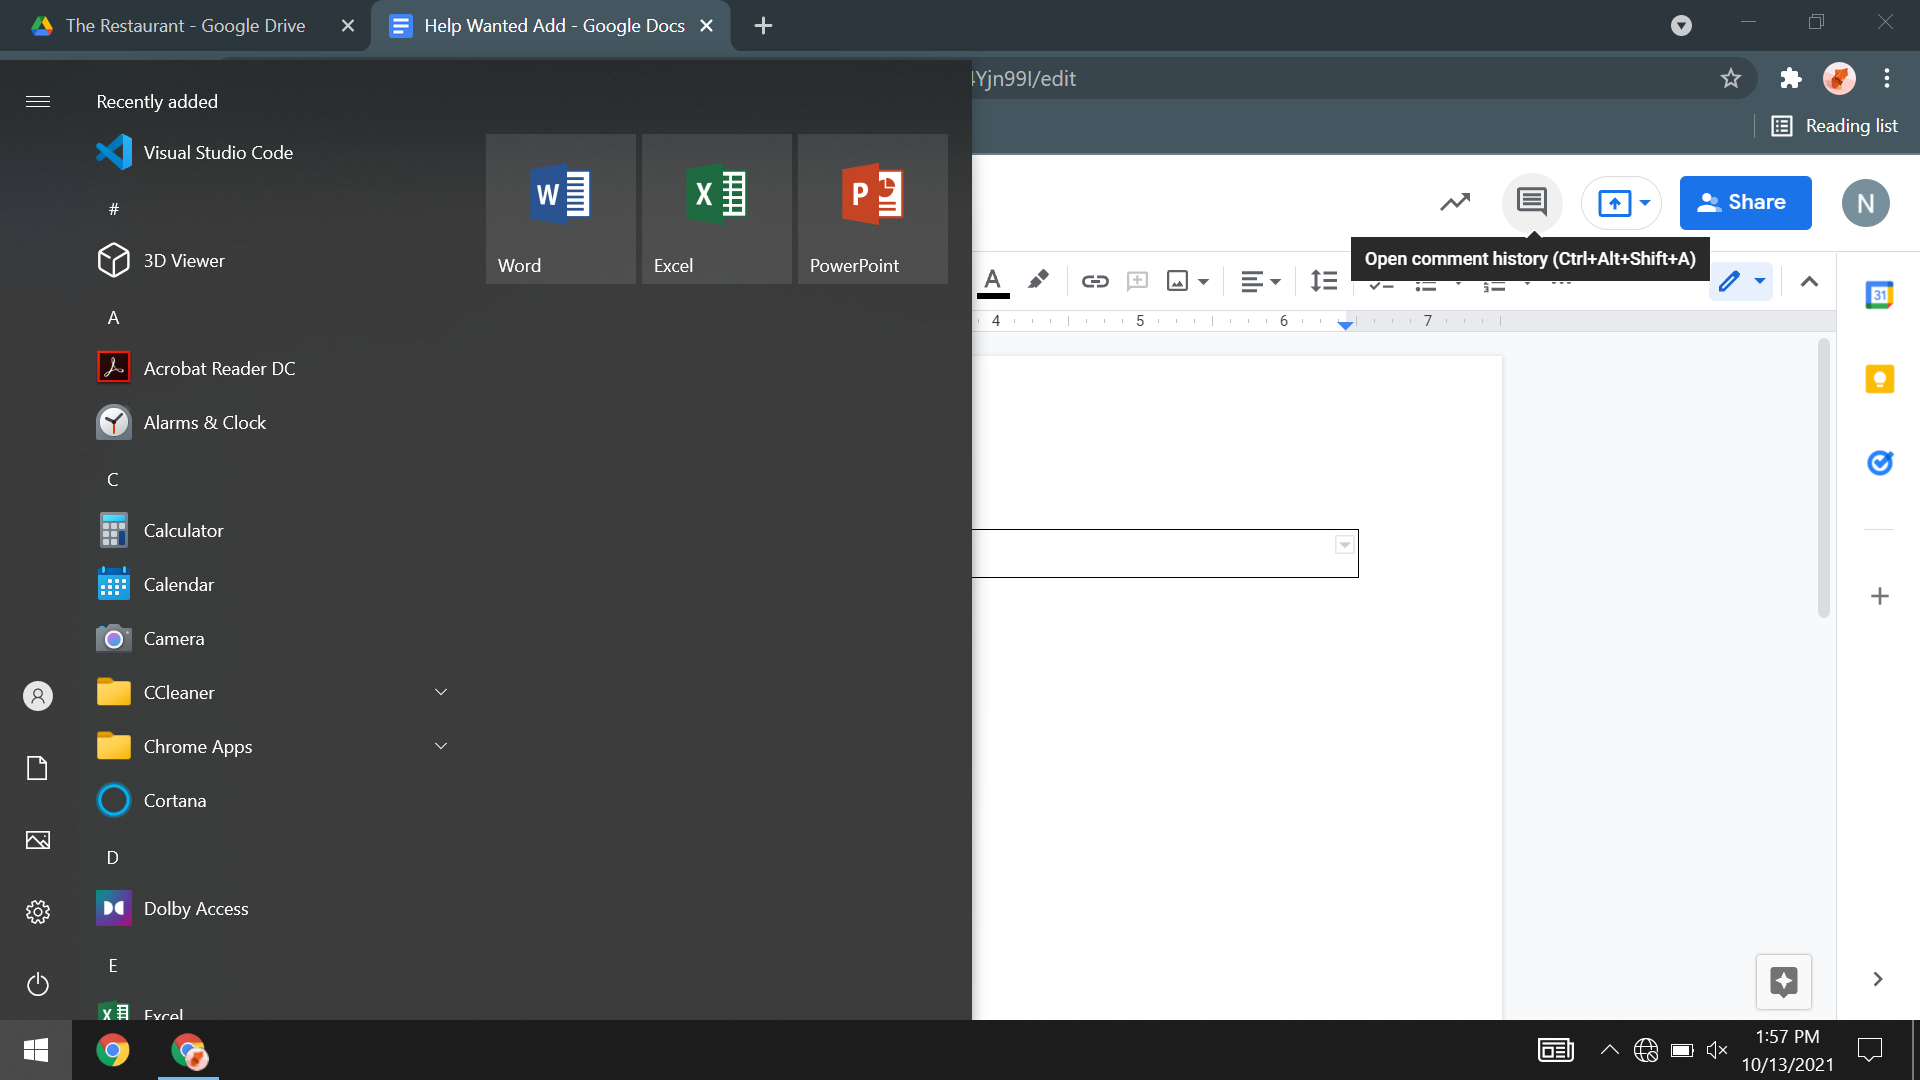 The Restaurant - Google Drive
Help Wanted Add - Google Docs
4Yjn99I/edit
Reading list
Recently added
Visual Studio Code
#
3D Viewer
A
Acrobat Reader DC
Alarms & Clock
C
Calculator
Calendar
Camera
CCleaner
Chrome Apps
Cortana
D
Dolby Access
E
Excel
W
Word
X
Excel
P
PowerPoint
Share
N
Open comment history (Ctrl+Alt+Shift+A)
A
31
4 5 6 7
1:57 PM
10/13/2021